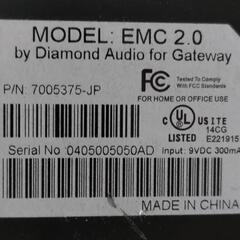 MODEL: EMC 2.0
by Diamond Audio for Gateway
P/N: 7005375-JP
FC
Tested To Comply
With FCC Standards
FOR HOME OR OFFICE USE
C UL US ITE
LISTED 14CG
E221915
Serial No :0405005050AD
input: 9VDC 300mA
MADE IN CHINA